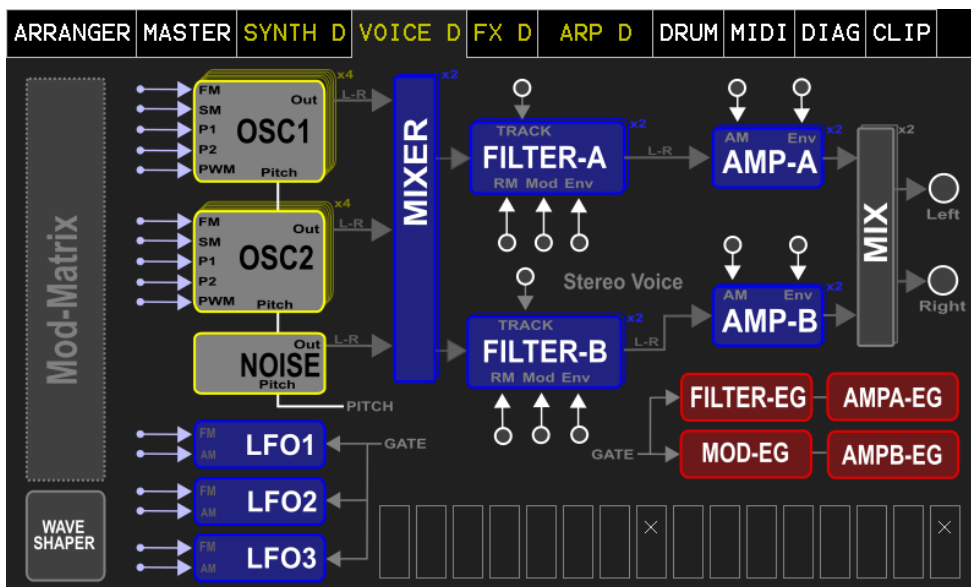 ARRANGER MASTER SYNTH D VOICE D FX D ARP D DRUM MIDI DIAG CLIP
Mod-Matrix
WAVE
SHAPER
x4
FM
SM
P1
P2
PWM
Out
OSC1
Pitch
L-R
x4
FM
SM
P1
P2
PWM
Out
OSC2
Pitch
L-R
Out
NOISE
Pitch
L-R
PITCH
FM
AM
LFO1
GATE
FM
AM
LFO2
FM
AM
LFO3
x2
MIXER
x2
TRACK
FILTER-A
RM Mod Env
L-R
Stereo Voice
x2
TRACK
FILTER-B
RM Mod Env
L-R
x2
AM Env
AMP-A
x2
AM Env
AMP-B
x2
MIX
Left
Right
GATE
FILTER-EG
AMPA-EG
MOD-EG
AMPB-EG